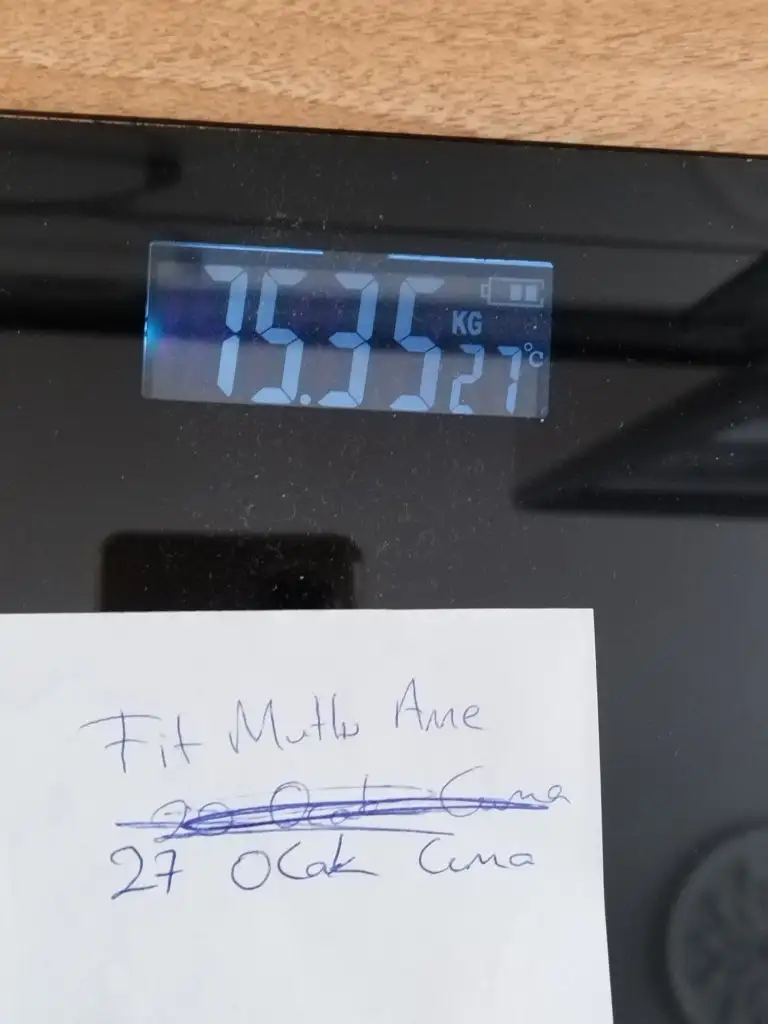 75.35 KG 27°C
Fit Mutlu Anne
20 Ocak Cuma
27 Ocak Cuma